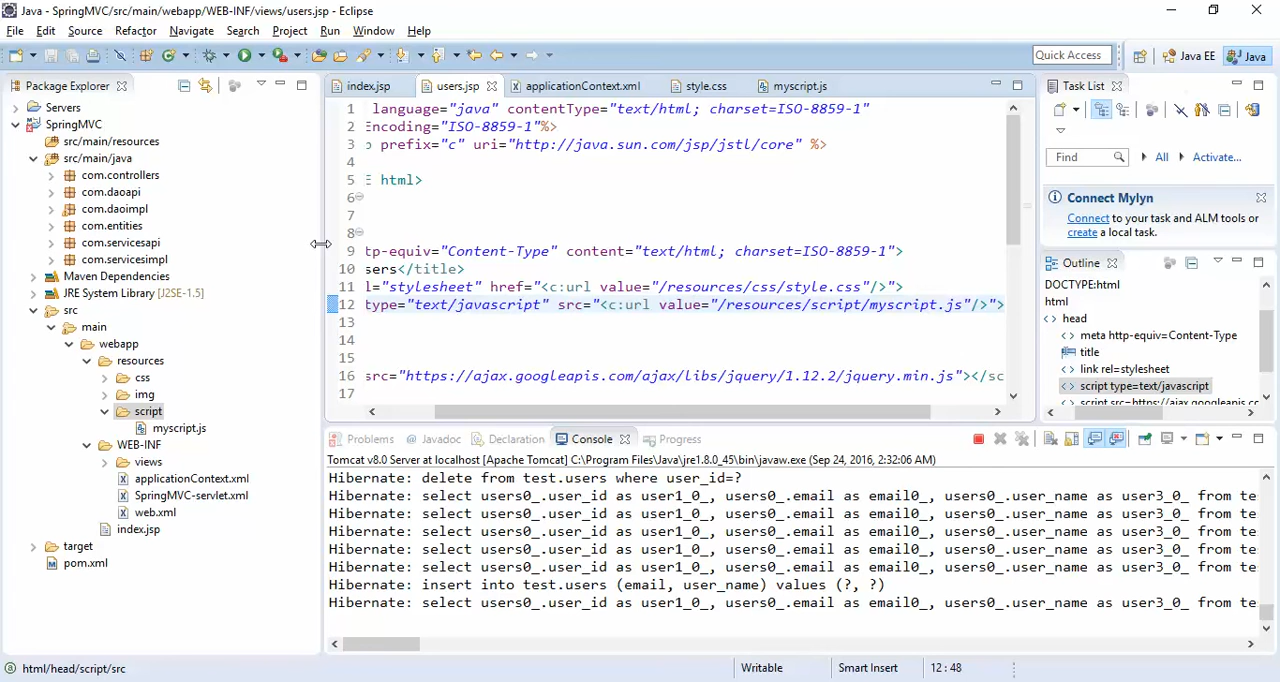 Java - SpringMVC/src/main/webapp/WEB-INF/views/users.jsp - Eclipse
File Edit Source Refactor Navigate Search Project Run Window Help
Quick Access
Java EE
Java
Package Explorer
Servers
SpringMVC
src/main/resources
src/main/java
com.controllers
com.daoapi
com.daoimpl
com.entities
com.servicesapi
com.servicesimpl
Maven Dependencies
JRE System Library [J2SE-1.5]
src
main
webapp
resources
css
img
script
myscript.js
WEB-INF
views
applicationContext.xml
SpringMVC-servlet.xml
web.xml
index.jsp
target
pom.xml
index.jsp users.jsp applicationContext.xml style.css myscript.js
1 language="java" contentType="text/html; charset=ISO-8859-1"
2 Encoding="ISO-8859-1"%>
3 prefix="c" uri="http://java.sun.com/jsp/jstl/core" %>
4
5 html>
6
7
8
9 tp-equiv="Content-Type" content="text/html; charset=ISO-8859-1">
10 sers</title>
11 l="stylesheet" href="<c:url value="/resources/css/style.css"/>">
12 type="text/javascript" src="<c:url value="/resources/script/myscript.js"/>">
13
14
15
16 src="https://ajax.googleapis.com/ajax/libs/jquery/1.12.2/jquery.min.js"></sc
17
Task List
Find
All
Activate...
Connect Mylyn
Connect to your task and ALM tools or
create a local task.
Outline
DOCTYPE:html
html
head
meta http-equiv=Content-Type
title
link rel=stylesheet
script type=text/javascript
script src=https://ajax.googleapis.co
Problems Javadoc Declaration Console Progress
Tomcat v8.0 Server at localhost [Apache Tomcat] C:\Program Files\Java\jre1.8.0_45\bin\javaw.exe (Sep 24, 2016, 2:32:06 AM)
Hibernate: delete from test.users where user_id=?
Hibernate: select users0_.user_id as user1_0_, users0_.email as email0_, users0_.user_name as user3_0_ from te
Hibernate: select users0_.user_id as user1_0_, users0_.email as email0_, users0_.user_name as user3_0_ from te
Hibernate: select users0_.user_id as user1_0_, users0_.email as email0_, users0_.user_name as user3_0_ from te
Hibernate: select users0_.user_id as user1_0_, users0_.email as email0_, users0_.user_name as user3_0_ from te
Hibernate: select users0_.user_id as user1_0_, users0_.email as email0_, users0_.user_name as user3_0_ from te
Hibernate: insert into test.users (email, user_name) values (?, ?)
Hibernate: select users0_.user_id as user1_0_, users0_.email as email0_, users0_.user_name as user3_0_ from te
html/head/script/src
Writable
Smart Insert
12 : 48